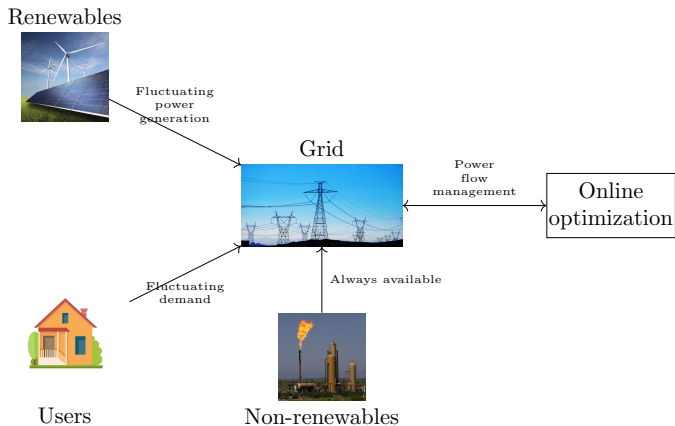 Renewables
Fluctuating
power
generation
Grid
Power
flow
management
Online
optimization
Fluctuating
demand
Always available
Users
Non-renewables